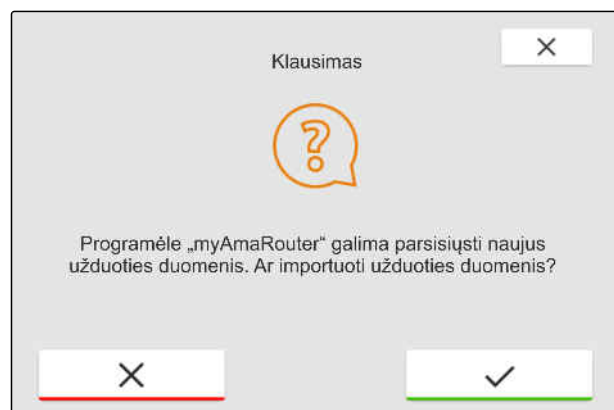 Klausimas
Programėle „myAmaRouter“ galima parsisiųsti naujus
užduoties duomenis. Ar importuoti užduoties duomenis?